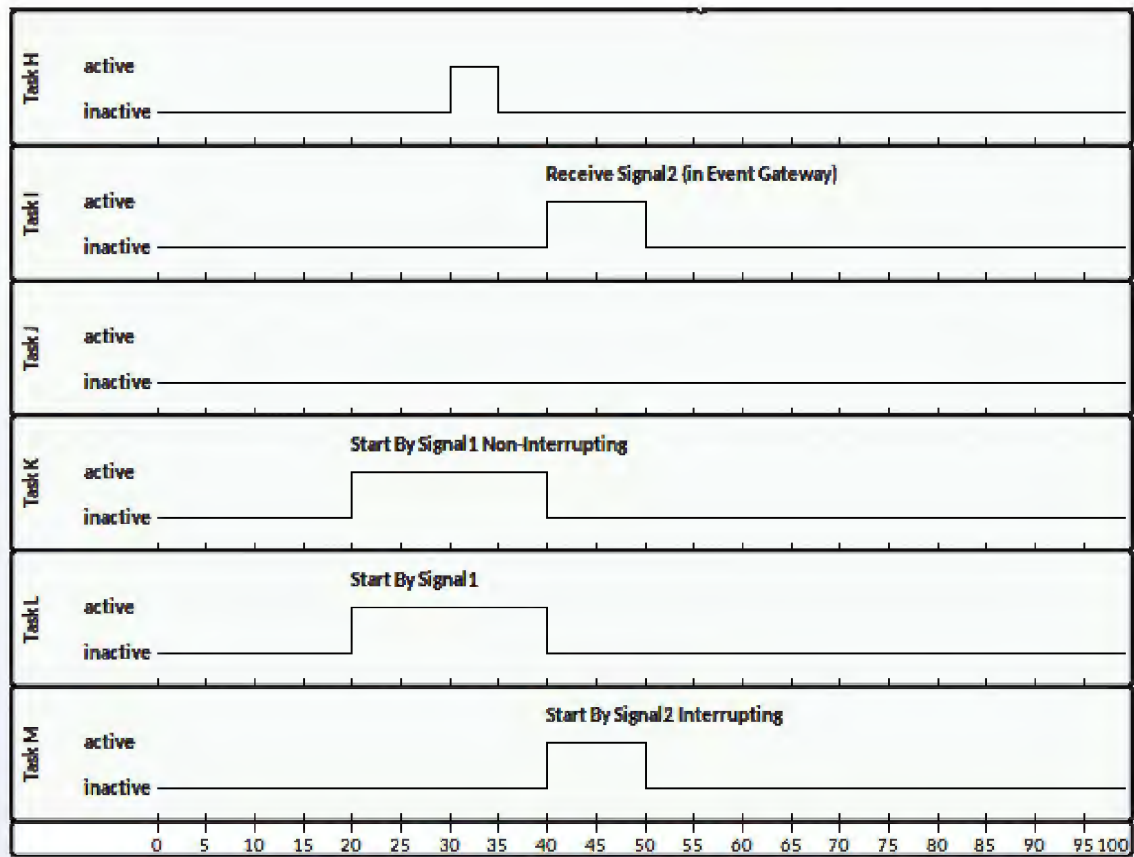 Task H
active
inactive
Receive Signal2 (in Event Gateway)
Task I
active
inactive
Task J
active
inactive
Start By Signal1 Non-Interrupting
Task K
active
inactive
Start By Signal1
Task L
active
inactive
Start By Signal2 Interrupting
Task M
active
inactive
0 5 10 15 20 25 30 35 40 45 50 55 60 65 70 75 80 85 90 95 100